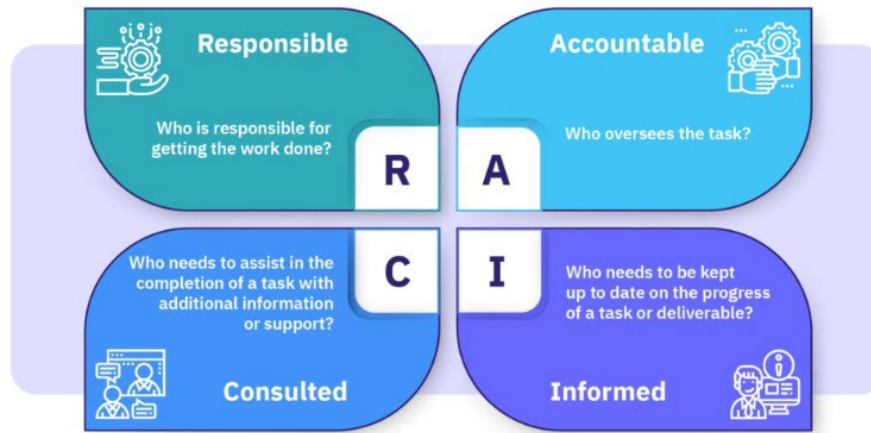 Responsible
Who is responsible for
getting the work done?
R
Accountable
Who oversees the task?
A
Who needs to assist in the
completion of a task with
additional information
or support?
C
Consulted
I
Who needs to be kept
up to date on the progress
of a task or deliverable?
Informed